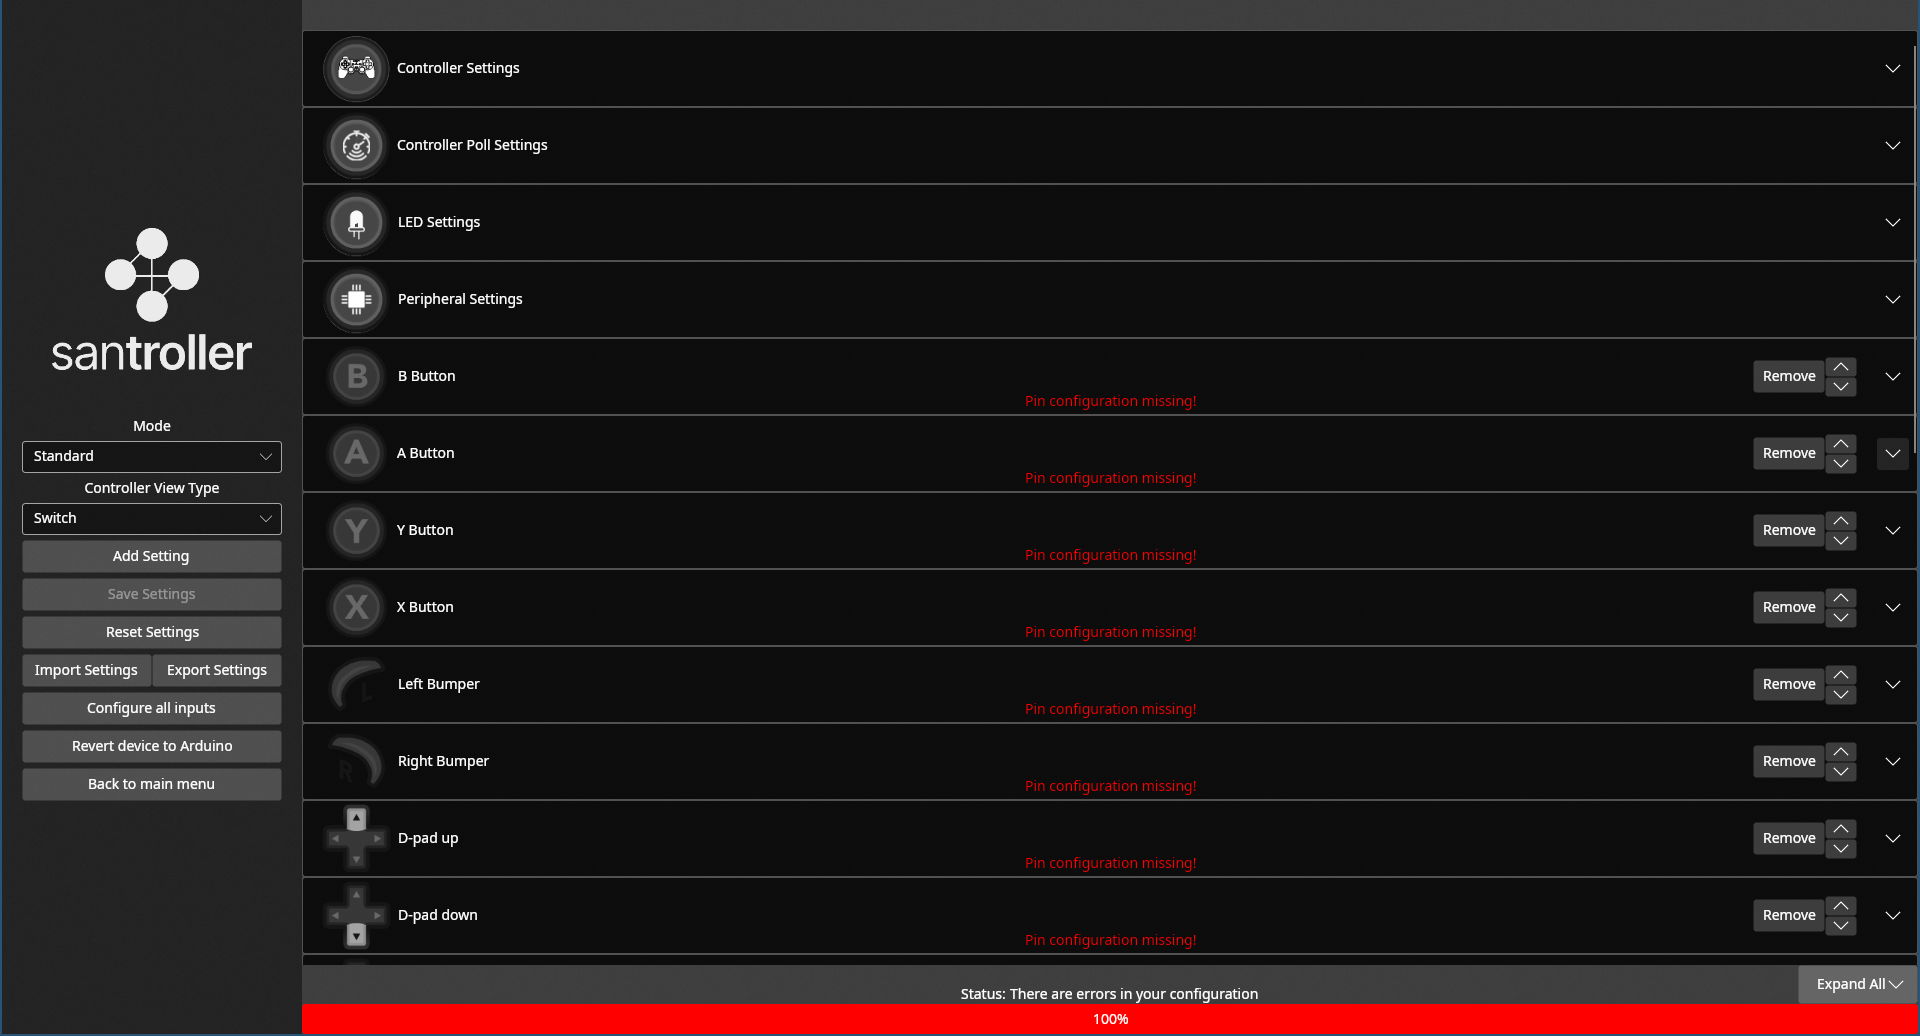 santroller
Mode
Standard
Controller View Type
Switch
Add Setting
Save Settings
Reset Settings
Import Settings
Export Settings
Configure all inputs
Revert device to Arduino
Back to main menu
Controller Settings
Controller Poll Settings
LED Settings
Peripheral Settings
B
B Button
Pin configuration missing!
Remove
A
A Button
Pin configuration missing!
Remove
Y
Y Button
Pin configuration missing!
Remove
X
X Button
Pin configuration missing!
Remove
L
Left Bumper
Pin configuration missing!
Remove
R
Right Bumper
Pin configuration missing!
Remove
D-pad up
Pin configuration missing!
Remove
D-pad down
Pin configuration missing!
Remove
Expand All
Status: There are errors in your configuration
100%